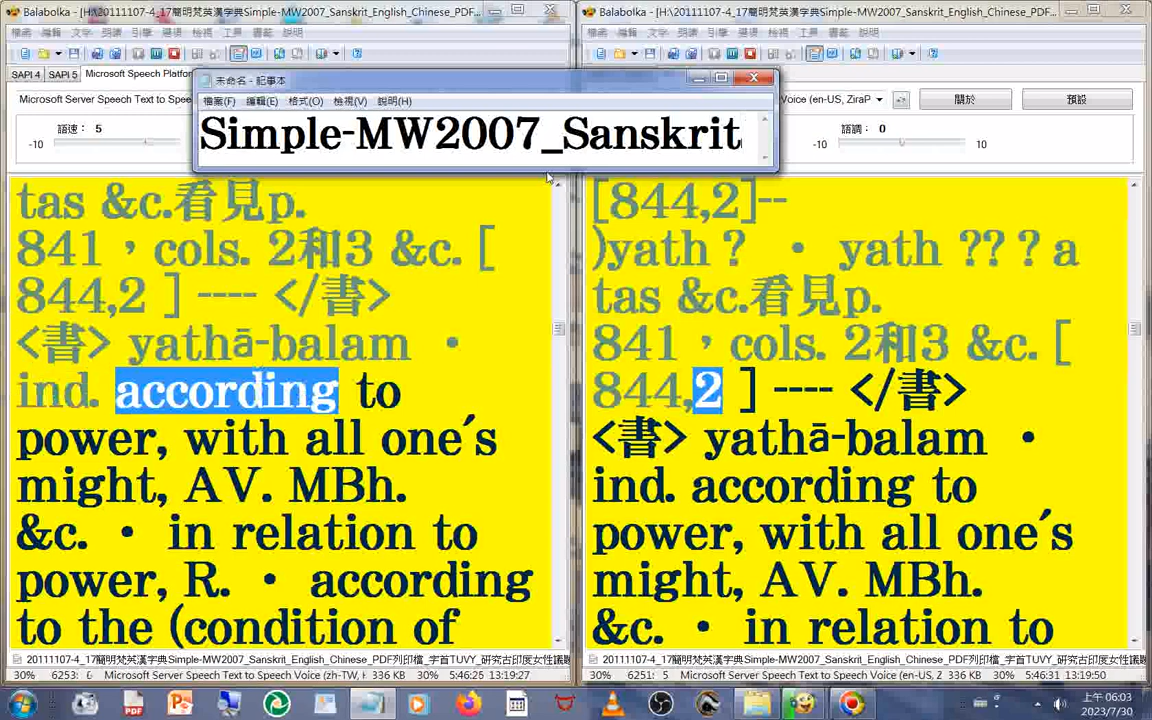 Balabolka - [H:\20111107-4_17簡明梵英漢字典Simple-MW2007_Sanskrit_English_Chinese_PDF...
Balabolka - [H:\20111107-4_17簡明梵英漢字典Simple-MW2007_Sanskrit_English_Chinese_PDF...
SAPI 4 SAPI 5 Microsoft Speech Platfo
未命名 - 記事本
檔案(F) 編輯(E) 格式(O) 檢視(V) 說明(H)
Simple-MW2007_Sanskrit
Microsoft Server Speech Text to Spee
Voice (en-US, ZiraP
關於
預設
語速： 5
-10
語調： 0
-10 10
tas &c.看見p.
841，cols. 2和3 &c. [
844,2 ] ---- </書>
<書> yathā-balam •
ind. according to
power, with all one′s
might, AV. MBh.
&c. • in relation to
power, R. • according
to the (condition of
[844,2]--
)yath ? • yath ?? ? a
tas &c.看見p.
841，cols. 2和3 &c. [
844,2 ] ---- </書>
<書> yathā-balam •
ind. according to
power, with all one′s
might, AV. MBh.
&c. • in relation to
20111107-4_17簡明梵英漢字典Simple-MW2007_Sanskrit_English_Chinese_PDF列印檔_字首TUVY_研究古印度女性議題
20111107-4_17簡明梵英漢字典Simple-MW2007_Sanskrit_English_Chinese_PDF列印檔_字首TUVY_研究古印度女性議題
30% 6253: 6 Microsoft Server Speech Text to Speech Voice (zh-TW, H 336 KB 5:46:25 13:19:27
30% 6251: 5 Microsoft Server Speech Text to Speech Voice (en-US, Z 336 KB 5:46:31 13:19:50
上午 06:03
2023/7/30